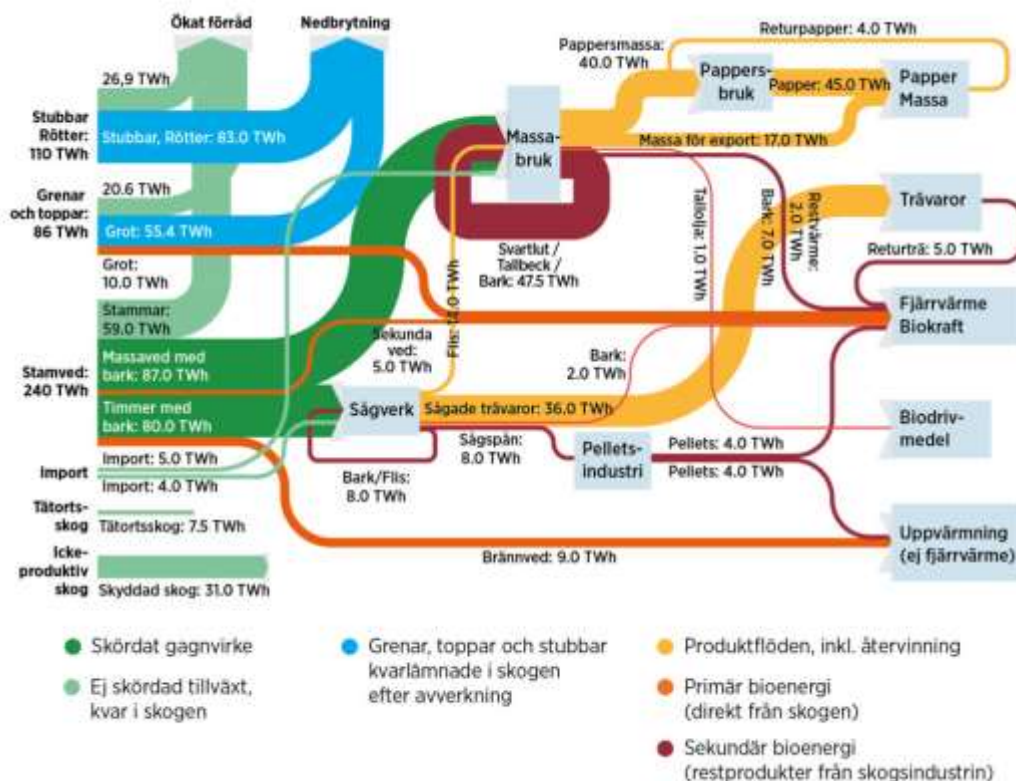 Ökat förråd
Nedbrytning
26,9 TWh
Stubbar
Rötter:
110 TWh
Stubbar, Rötter: 83.0 TWh
20.6 TWh
Grenar
och toppar:
86 TWh
Grot: 55.4 TWh
Grot:
10.0 TWh
Stammar:
59.0 TWh
Massaved med
bark: 87.0 TWh
Stamved:
240 TWh
Timmer med
bark: 80.0 TWh
Import: 5.0 TWh
Import
Import: 4.0 TWh
Tätorts-
skog
Tätortsskog: 7.5 TWh
Icke-
produktiv
skog
Skyddad skog: 31.0 TWh
Returpapper: 4.0 TWh
Pappersmassa:
40.0 TWh
Pappers-
bruk
Papper: 45.0 TWh
Papper
Massa
Massa-
bruk
Massa för export: 17.0 TWh
Svartlut /
Tallbeck /
Bark: 47.5 TWh
Tallolja: 1.0 TWh
Bark: 7.0 TWh
Restvärme:
2.0 TWh
Trävaror
Returträ: 5.0 TWh
Fjärrvärme
Biokraft
Flis: 14.0 TWh
Sekunda
ved:
5.0 TWh
Bark:
2.0 TWh
Sågverk
Sågade trävaror: 36,0 TWh
Sågspån:
8.0 TWh
Bark/Flis:
8.0 TWh
Pellets-
industri
Pellets: 4.0 TWh
Pellets: 4.0 TWh
Biodriv-
medel
Brännved: 9.0 TWh
Uppvärmning
(ej fjärrvärme)
Skördat gagnvirke
Ej skördad tillväxt,
kvar i skogen
Grenar, toppar och stubbar
kvarlämnade i skogen
efter avverkning
Produktflöden, inkl. återvinning
Primär bioenergi
(direkt från skogen)
Sekundär bioenergi
(restprodukter från skogsindustrin)